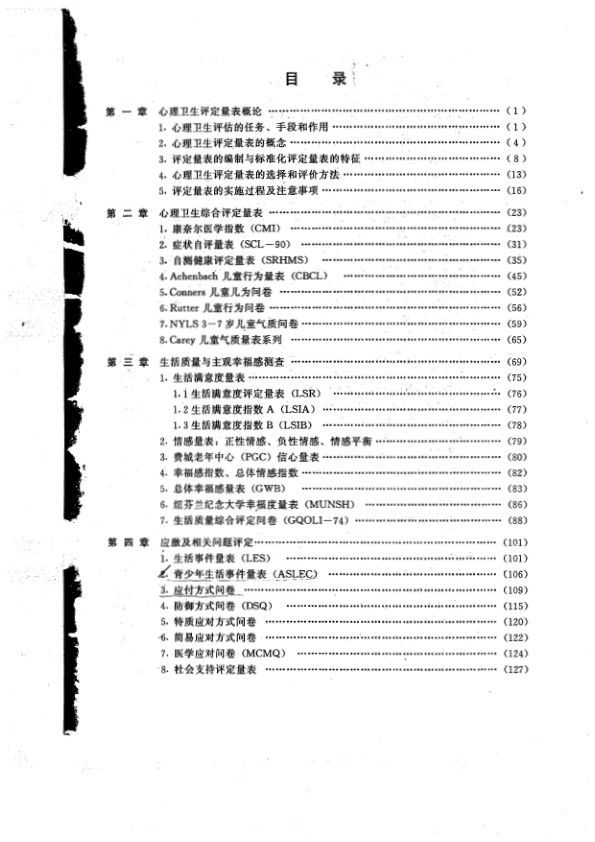 目 录
第一章 心理卫生评定量表概论 ……………………（1）
1. 心理卫生评估的任务、手段和作用 ……………………（1）
2. 心理卫生评定量表的概念 ……………………（4）
3. 评定量表的编制与标准化评定量表的特征 ……………………（8）
4. 心理卫生评定量表的选择和评价方法 ……………………（13）
5. 评定量表的实施过程及注意事项 ……………………（16）
第二章 心理卫生综合评定量表 ……………………（23）
1. 康奈尔医学指数（CMI） ……………………（23）
2. 症状自评量表（SCL－90） ……………………（31）
3. 自测健康评定量表（SRHMS） ……………………（35）
4. Achenbach 儿童行为量表（CBCL） ……………………（45）
5. Conners 儿童儿为问卷 ……………………（52）
6. Rutter 儿童行为问卷 ……………………（56）
7. NYLS 3－7 岁儿童气质问卷 ……………………（59）
8. Carey 儿童气质量表系列 ……………………（65）
第三章 生活质量与主观幸福感测查 ……………………（69）
1. 生活满意度量表 ……………………（75）
1.1 生活满意度评定量表（LSR） ……………………（76）
1.2 生活满意度指数 A（LSIA） ……………………（77）
1.3 生活满意度指数 B（LSIB） ……………………（78）
2. 情感量表：正性情感、负性情感、情感平衡 ……………………（79）
3. 费城老年中心（PGC）信心量表 ……………………（80）
4. 幸福感指数、总体情感指数 ……………………（82）
5. 总体幸福感量表（GWB） ……………………（83）
6. 纽芬兰纪念大学幸福度量表（MUNSH） ……………………（86）
7. 生活质量综合评定问卷（GQOLI－74） ……………………（88）
第四章 应激及相关问题评定 ……………………（101）
1. 生活事件量表（LES） ……………………（101）
2. 青少年生活事件量表（ASLEC） ……………………（106）
3. 应付方式问卷 ……………………（109）
4. 防御方式问卷（DSQ） ……………………（115）
5. 特质应对方式问卷 ……………………（120）
6. 简易应对方式问卷 ……………………（122）
7. 医学应对问卷（MCMQ） ……………………（124）
8. 社会支持评定量表 ……………………（127）